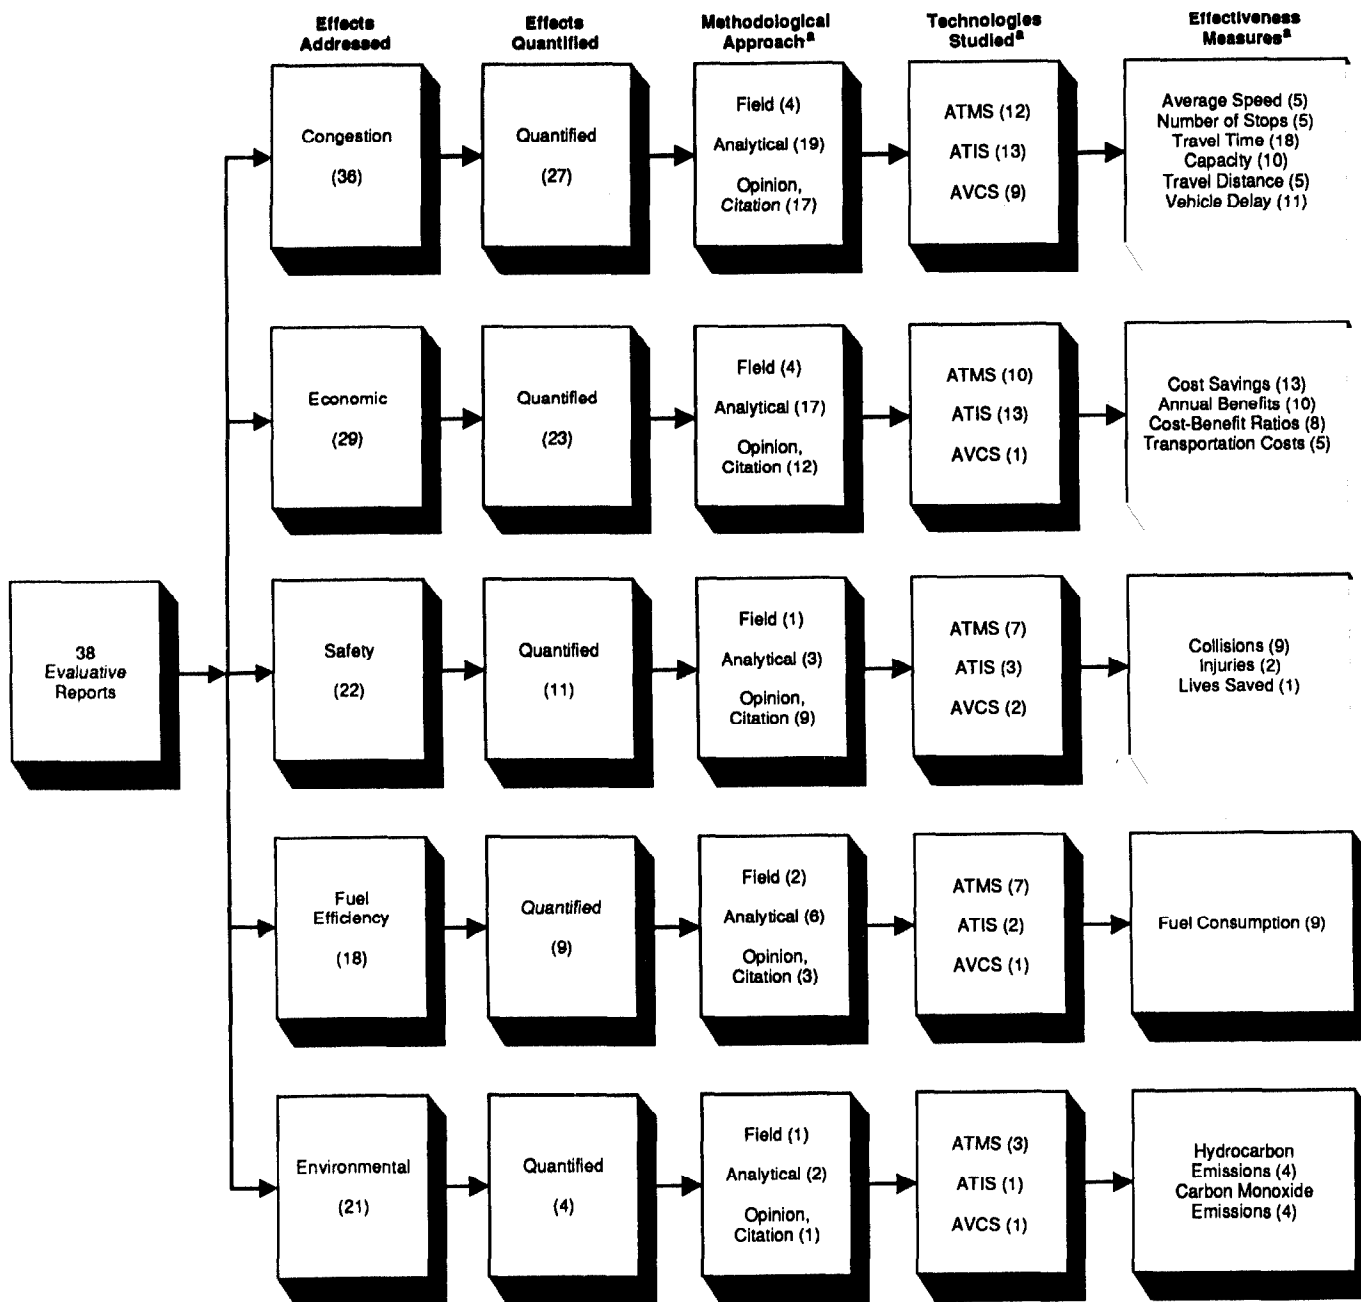 Effects
Addressed
Effects
Quantified
Methodological
Approach^a
Technologies
Studied^a
Effectiveness
Measures^a
Congestion
(36)
Quantified
(27)
Field (4)
Analytical (19)
Opinion,
Citation (17)
ATMS (12)
ATIS (13)
AVCS (9)
Average Speed (5)
Number of Stops (5)
Travel Time (18)
Capacity (10)
Travel Distance (5)
Vehicle Delay (11)
Economic
(29)
Quantified
(23)
Field (4)
Analytical (17)
Opinion,
Citation (12)
ATMS (10)
ATIS (13)
AVCS (1)
Cost Savings (13)
Annual Benefits (10)
Cost-Benefit Ratios (8)
Transportation Costs (5)
38
Evaluative
Reports
Safety
(22)
Quantified
(11)
Field (1)
Analytical (3)
Opinion,
Citation (9)
ATMS (7)
ATIS (3)
AVCS (2)
Collisions (9)
Injuries (2)
Lives Saved (1)
Fuel
Efficiency
(18)
Quantified
(9)
Field (2)
Analytical (6)
Opinion,
Citation (3)
ATMS (7)
ATIS (2)
AVCS (1)
Fuel Consumption (9)
Environmental
(21)
Quantified
(4)
Field (1)
Analytical (2)
Opinion,
Citation (1)
ATMS (3)
ATIS (1)
AVCS (1)
Hydrocarbon
Emissions (4)
Carbon Monoxide
Emissions (4)